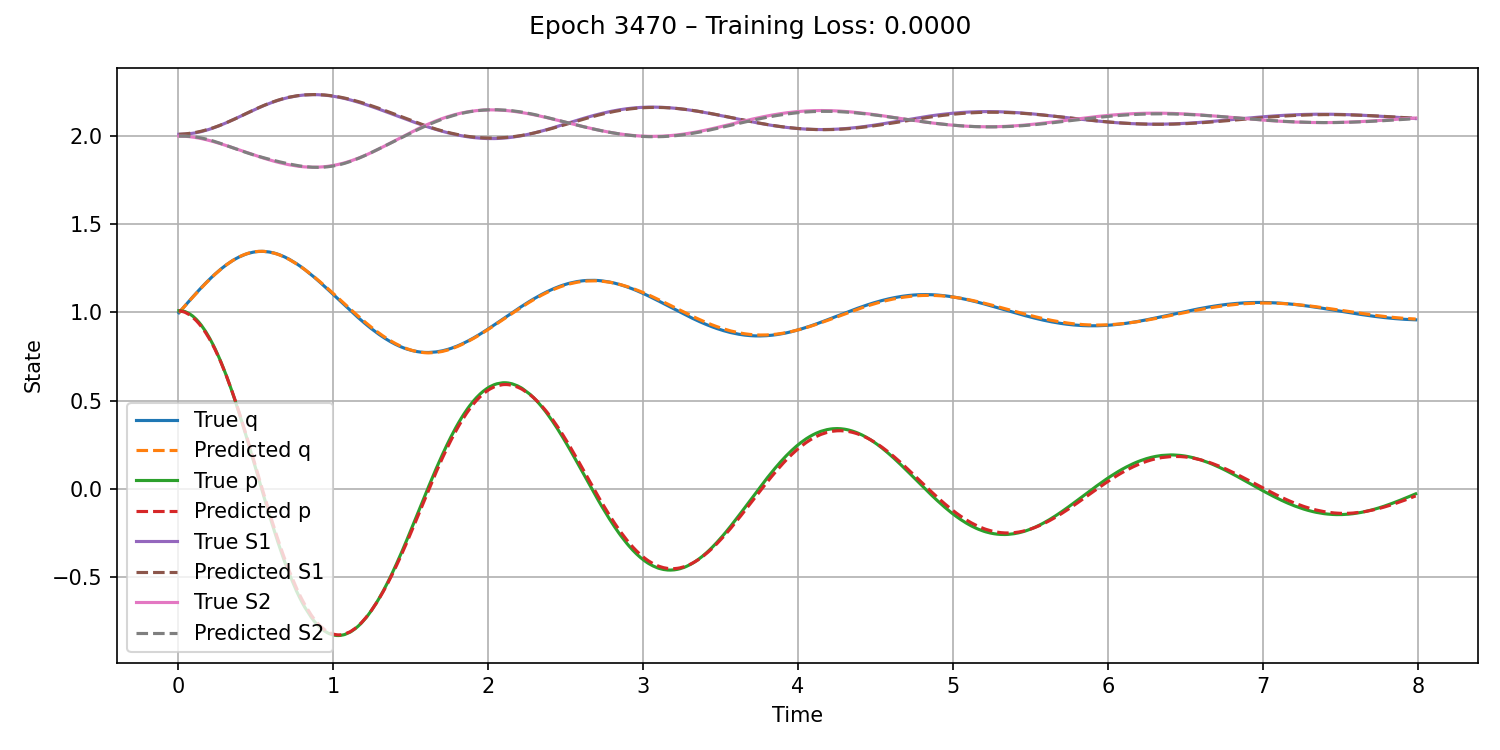 Epoch 3470 – Training Loss: 0.0000
State
2.0
1.5
1.0
0.5
0.0
−0.5
True q
Predicted q
True p
Predicted p
True S1
Predicted S1
True S2
Predicted S2
0 1 2 3 4 5 6 7 8
Time